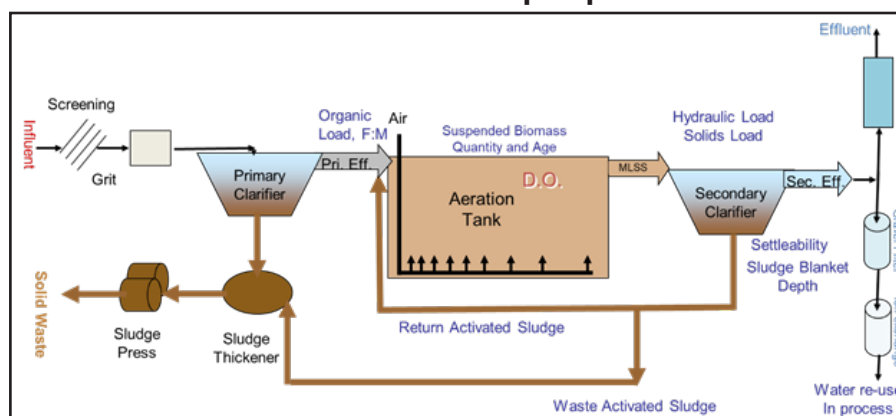 Effluent
Screening
Influent
Grit
Organic
Load, F:M
Air
Suspended Biomass
Quantity and Age
Hydraulic Load
Solids Load
Pri. Eff.
D.O.
MLSS
Sec. Eff.
Primary
Clarifier
Aeration
Tank
Secondary
Clarifier
Settleability
Sludge Blanket
Depth
Solid Waste
Sludge
Press
Sludge
Thickener
Return Activated Sludge
Waste Activated Sludge
Water re-use
In process